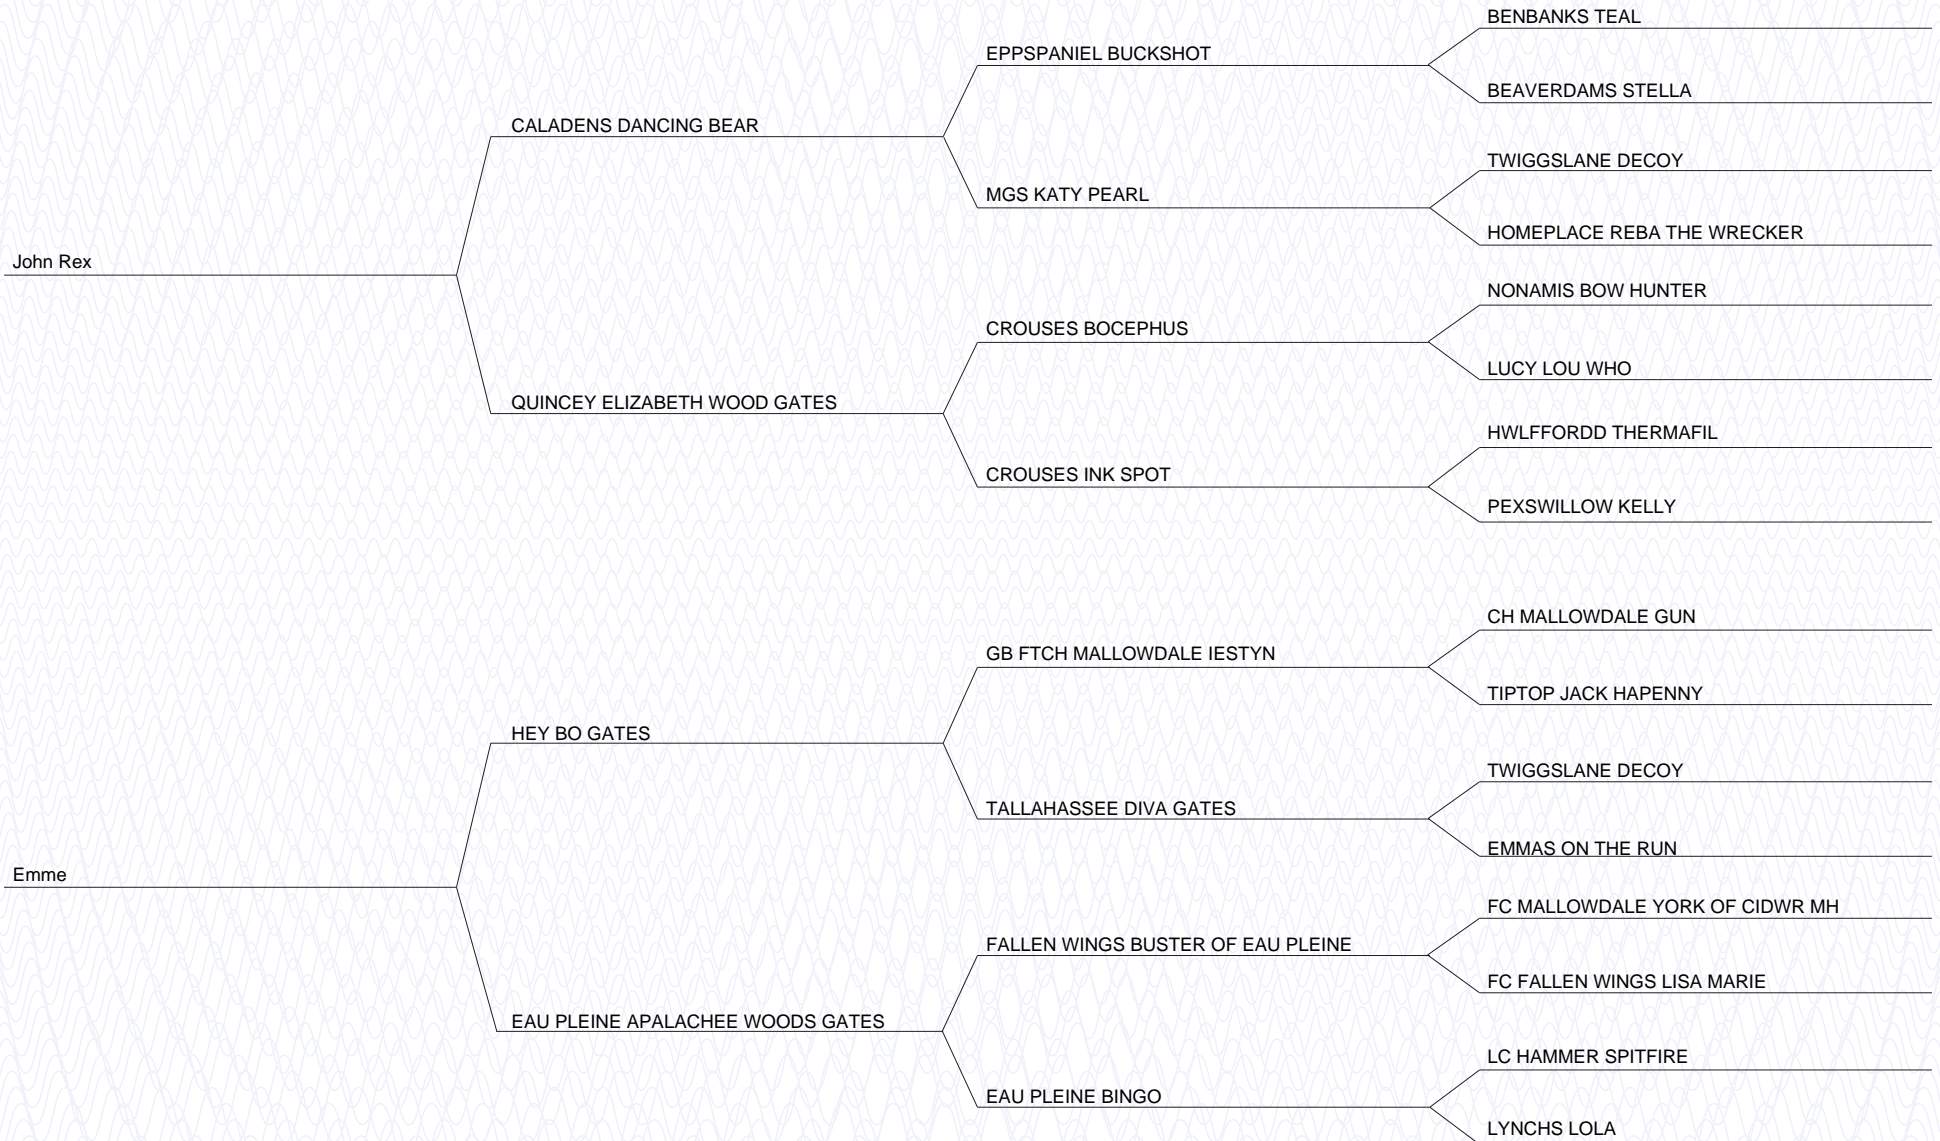 BENBANKS TEAL
EPPSPANIEL BUCKSHOT
BEAVERDAMS STELLA
CALADENS DANCING BEAR
TWIGGSLANE DECOY
MGS KATY PEARL
HOMEPLACE REBA THE WRECKER
John Rex
NONAMIS BOW HUNTER
CROUSES BOCEPHUS
LUCY LOU WHO
QUINCEY ELIZABETH WOOD GATES
HWLFFORDD THERMAFIL
CROUSES INK SPOT
PEXSWILLOW KELLY
CH MALLOWDALE GUN
GB FTCH MALLOWDALE IESTYN
TIPTOP JACK HAPENNY
HEY BO GATES
TWIGGSLANE DECOY
TALLAHASSEE DIVA GATES
EMMAS ON THE RUN
Emme
FC MALLOWDALE YORK OF CIDWR MH
FALLEN WINGS BUSTER OF EAU PLEINE
FC FALLEN WINGS LISA MARIE
EAU PLEINE APALACHEE WOODS GATES
LC HAMMER SPITFIRE
EAU PLEINE BINGO
LYNCHS LOLA